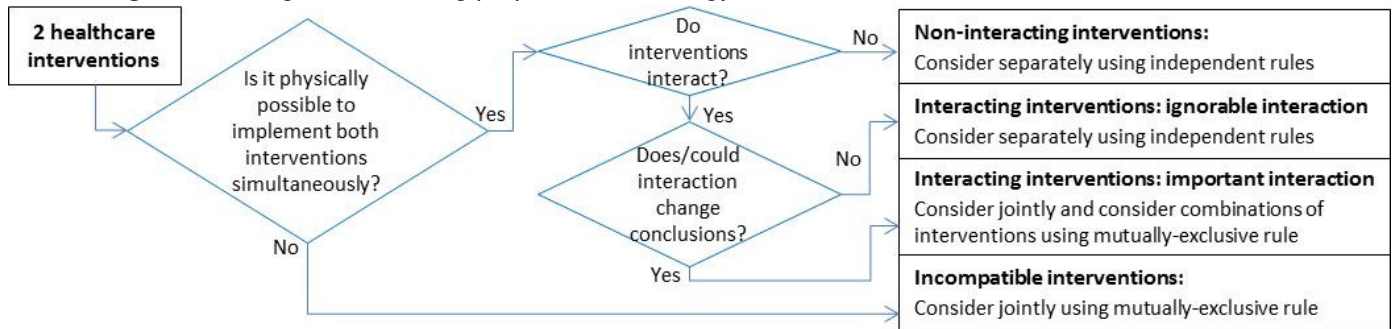 2 healthcare
interventions
Is it physically
possible to
implement both
interventions
simultaneously?
Yes
No
Do
interventions
interact?
No
Yes
Does/could
interaction
change
conclusions?
No
Yes
Non-interacting interventions:
Consider separately using independent rules
Interacting interventions: ignorable interaction
Consider separately using independent rules
Interacting interventions: important interaction
Consider jointly and consider combinations of
interventions using mutually-exclusive rule
Incompatible interventions:
Consider jointly using mutually-exclusive rule